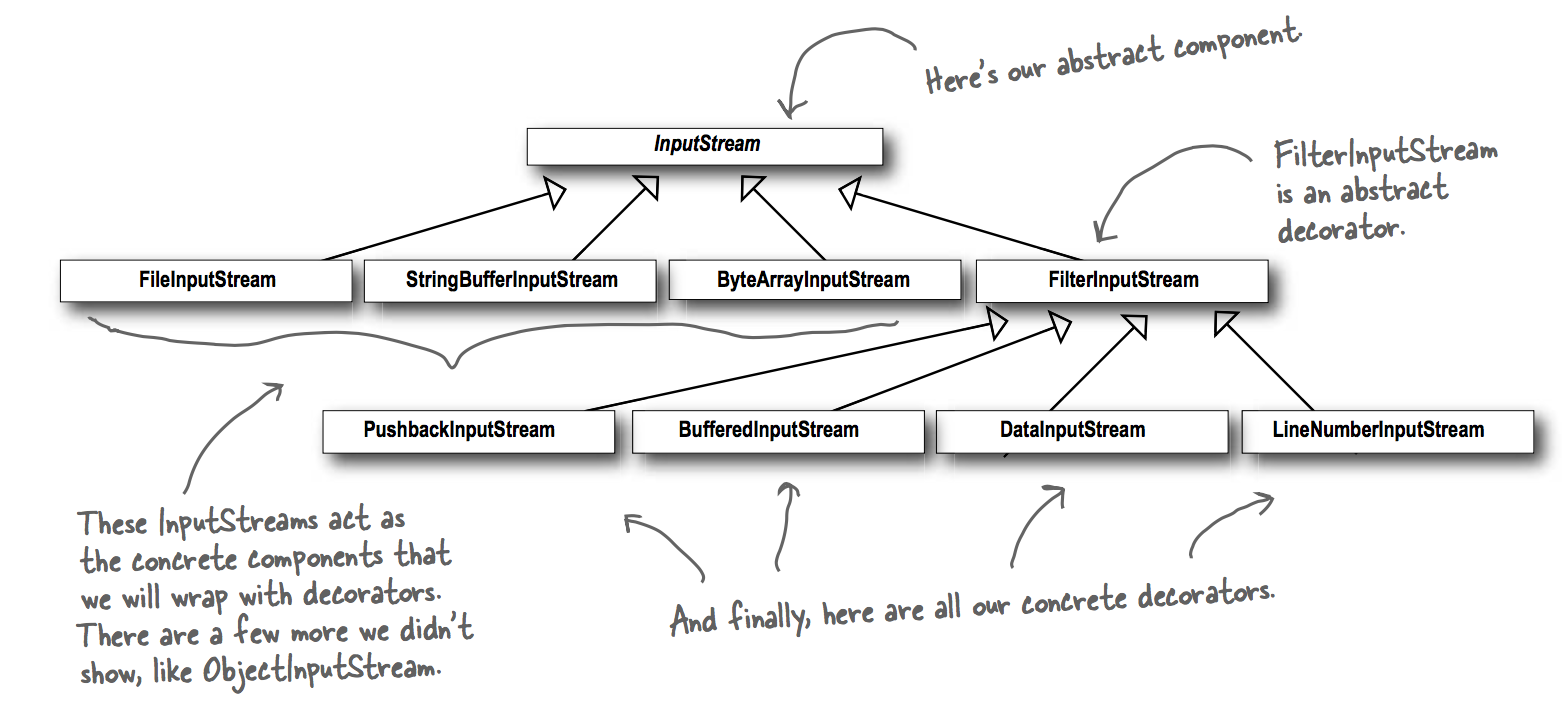 Here's our abstract component.
InputStream
FilterInputStream
is an abstract
decorator.
FileInputStream
StringBufferInputStream
ByteArrayInputStream
FilterInputStream
PushbackInputStream
BufferedInputStream
DataInputStream
LineNumberInputStream
These InputStreams act as
the concrete components that
we will wrap with decorators.
There are a few more we didn't
show, like ObjectInputStream.
And finally, here are all our concrete decorators.